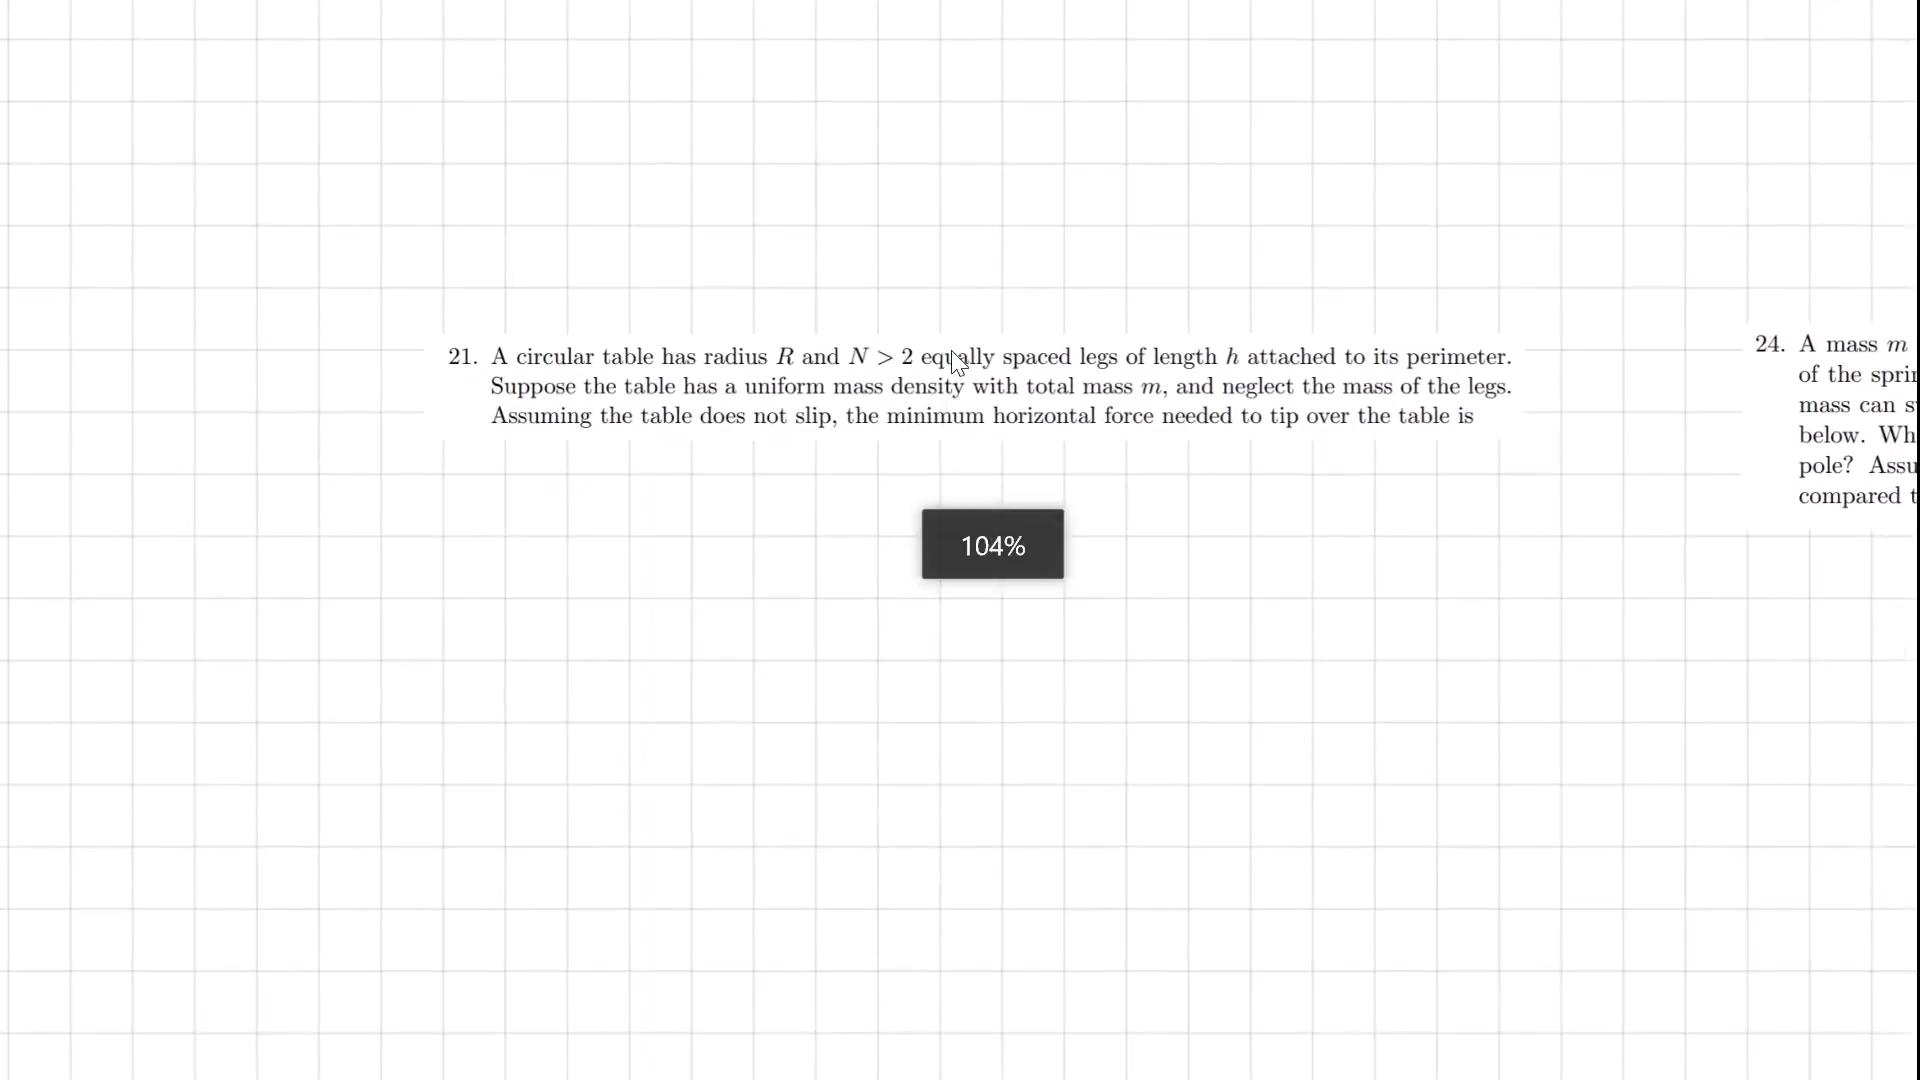 21. A circular table has radius R and N > 2 equally spaced legs of length h attached to its perimeter.
Suppose the table has a uniform mass density with total mass m, and neglect the mass of the legs.
Assuming the table does not slip, the minimum horizontal force needed to tip over the table is
24. A mass m
of the sprin
mass can s
below. Wh
pole? Assu
compared t
104%